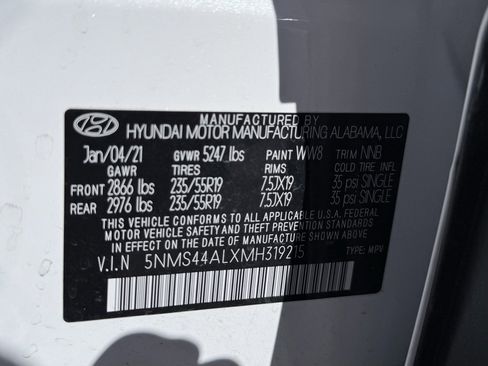 MANUFACTURED BY
HYUNDAI MOTOR MANUFACTURING ALABAMA, LLC
Jan/04/21 GVWR 5247 lbs PAINT WW8 TRIM NNB
GAWR TIRES RIMS COLD TIRE INFL
FRONT 2866 lbs 235/55R19 7.5JX19 35 psi SINGLE
REAR 2976 lbs 235/55R19 7.5JX19 35 psi SINGLE
THIS VEHICLE CONFORMS TO ALL APPLICABLE U.S.A. FEDERAL
MOTOR VEHICLE SAFETY AND THEFT PREVENTION STANDARDS
IN EFFECT ON THE DATE OF MANUFACTURE SHOWN ABOVE.
V.I.N 5NMS44ALXMH319215 TYPE: MPV